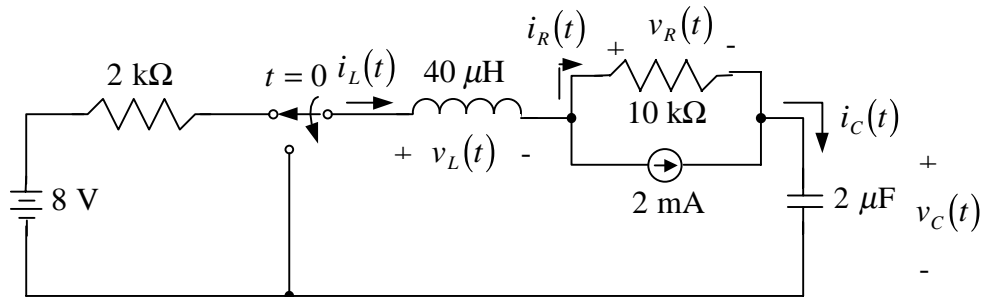 i_R(t) + v_R(t) -
2 kΩ t = 0 i_L(t) 40 μH
10 kΩ
+ v_L(t) - i_C(t)
8 V 2 mA 2 μF
+
v_C(t)
-